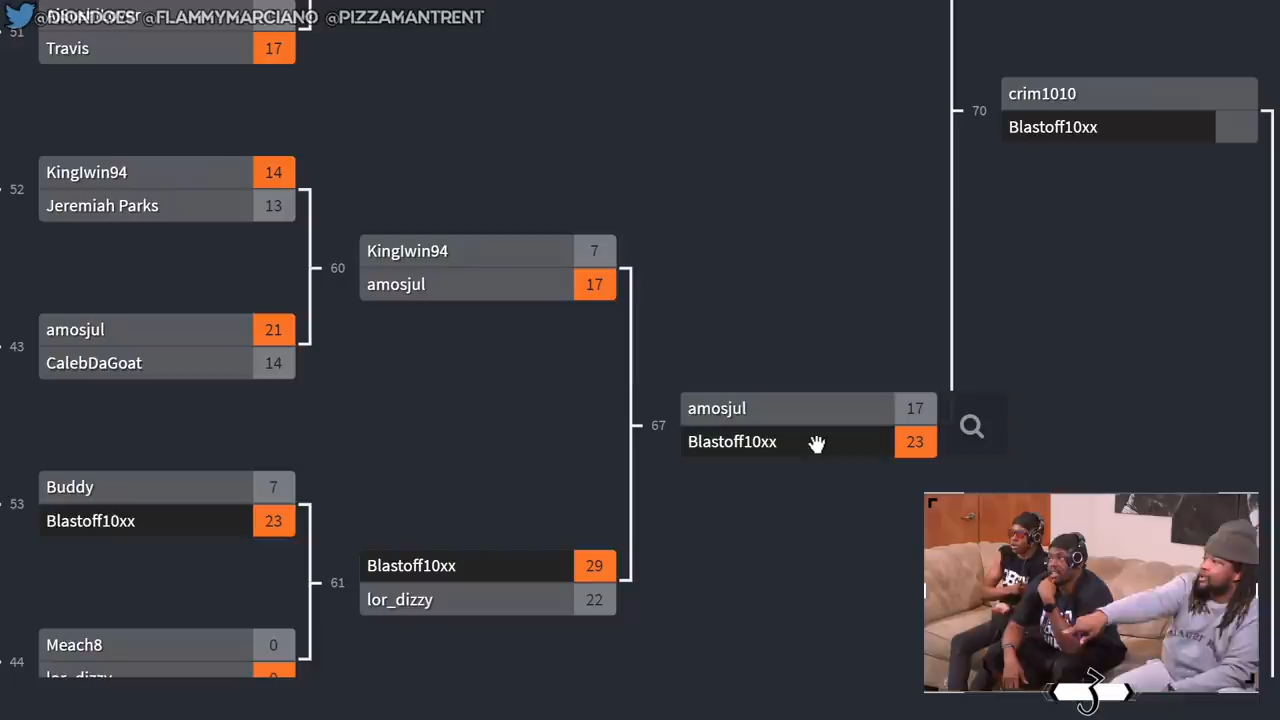 @FLAMMYMARCIANO @PIZZAMANTRENT
51
Travis 17
70
crim1010
Blastoff10xx
52
KingIwin94 14
Jeremiah Parks 13
60
KingIwin94 7
amosjul 17
43
amosjul 21
CalebDaGoat 14
67
amosjul 17
Blastoff10xx 23
53
Buddy 7
Blastoff10xx 23
61
Blastoff10xx 29
lor_dizzy 22
44
Meach8 0
lor_dizzy
3